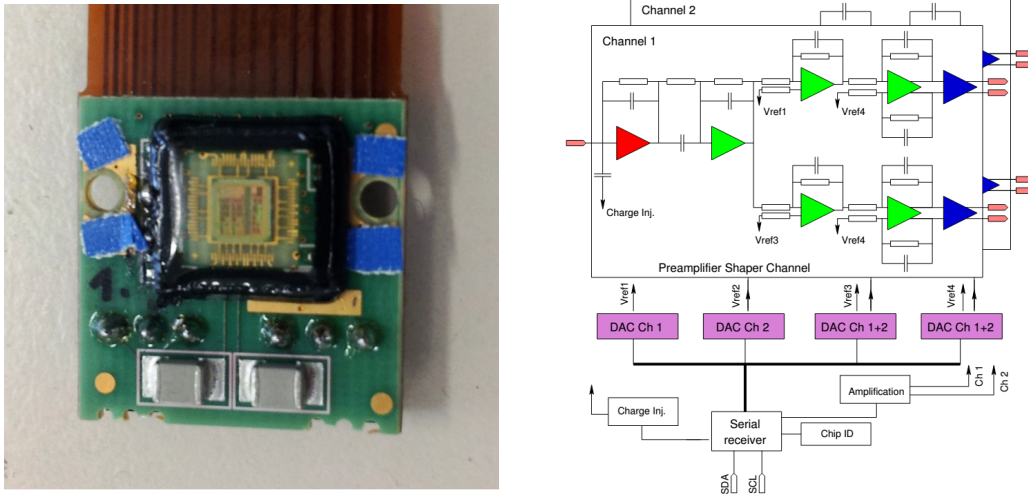 1.
Channel 2
Channel 1
Vref1
Vref4
Charge Inj.
Vref3
Vref4
Preamplifier Shaper Channel
Vref1
Vref2
Vref3
Vref4
DAC Ch 1
DAC Ch 2
DAC Ch 1+2
DAC Ch 1+2
Ch 1
Ch 2
Amplification
Charge Inj.
Serial
receiver
Chip ID
SDA
SCL